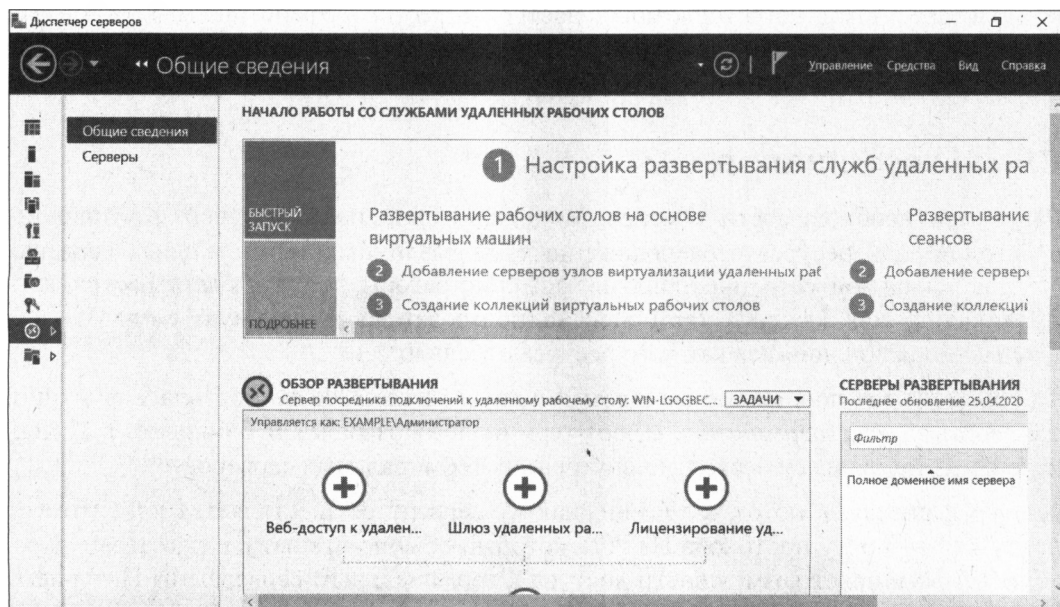 Диспетчер серверов
Общие сведения
Управление Средства Вид Справка
Общие сведения
Серверы
НАЧАЛО РАБОТЫ СО СЛУЖБАМИ УДАЛЕННЫХ РАБОЧИХ СТОЛОВ
БЫСТРЫЙ
ЗАПУСК
ПОДРОБНЕЕ
1 Настройка развертывания служб удаленных ра
Развертывание рабочих столов на основе
виртуальных машин
2 Добавление серверов узлов виртуализации удаленных раб
3 Создание коллекций виртуальных рабочих столов
Развертывание
сеансов
2 Добавление серверо
3 Создание коллекций
ОБЗОР РАЗВЕРТЫВАНИЯ
Сервер посредника подключений к удаленному рабочему столу: WIN-LGOGBEC... ЗАДАЧИ
Управляется как: EXAMPLE\Администратор
Веб-доступ к удален... Шлюз удаленных ра... Лицензирование уд...
СЕРВЕРЫ РАЗВЕРТЫВАНИЯ
Последнее обновление 25.04.2020
Фильтр
Полное доменное имя сервера